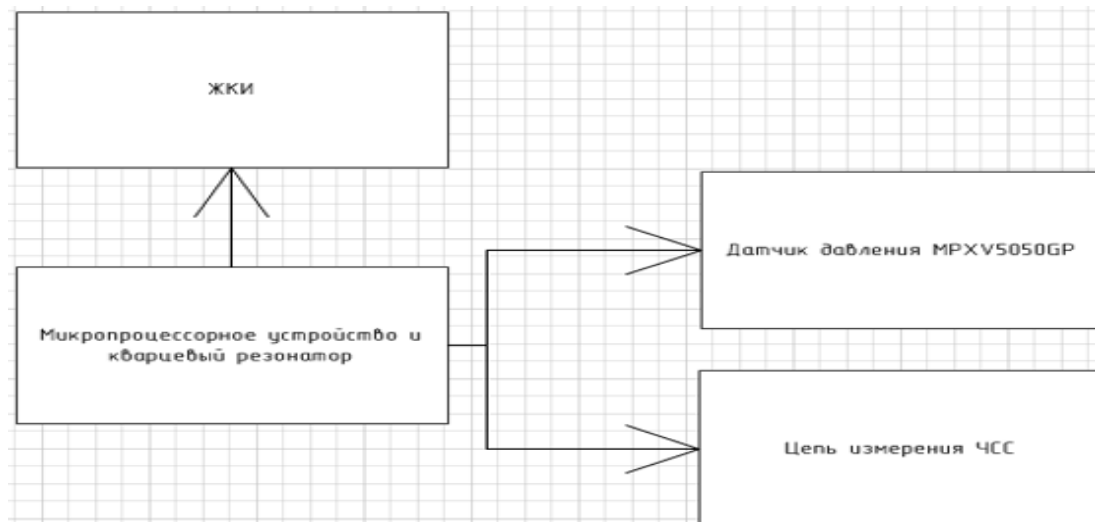 ЖКИ
Датчик давления MPXV5050GP
Микропроцессорное устройство и
кварцевый резонатор
Цепь измерения ЧСС